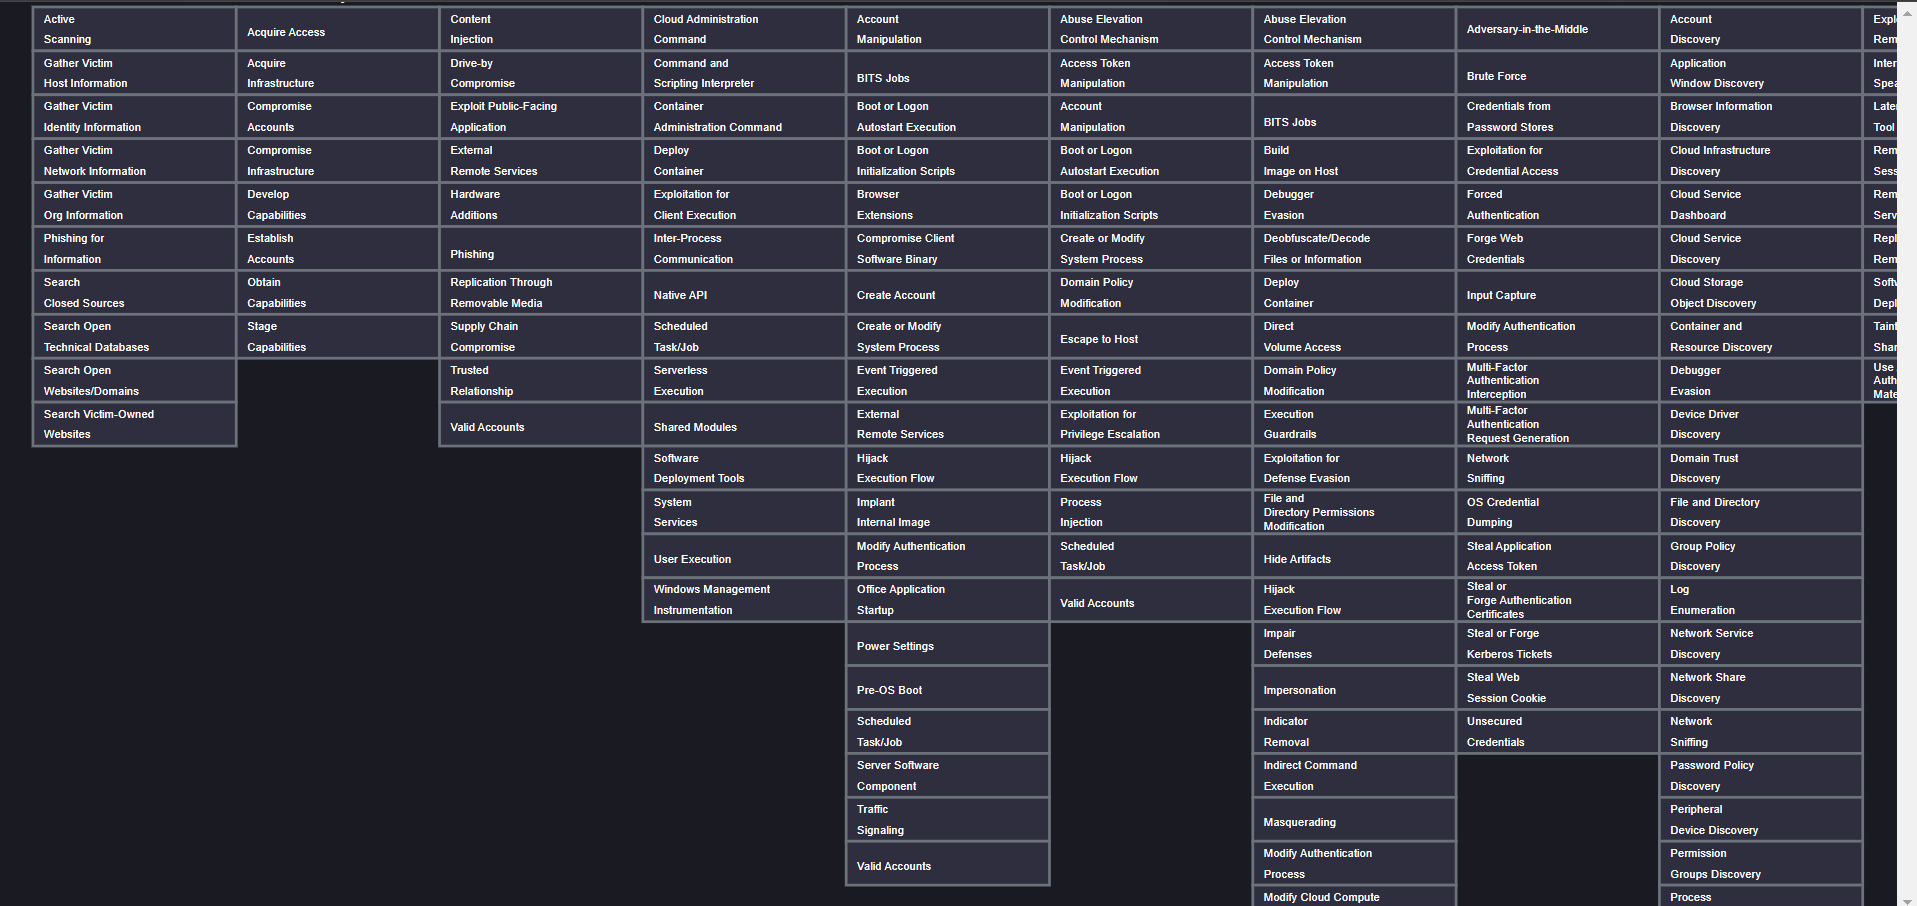 Active
Scanning
Gather Victim
Host Information
Gather Victim
Identity Information
Gather Victim
Network Information
Gather Victim
Org Information
Phishing for
Information
Search
Closed Sources
Search Open
Technical Databases
Search Open
Websites/Domains
Search Victim-Owned
Websites
Acquire Access
Acquire
Infrastructure
Compromise
Accounts
Compromise
Infrastructure
Develop
Capabilities
Establish
Accounts
Obtain
Capabilities
Stage
Capabilities
Content
Injection
Drive-by
Compromise
Exploit Public-Facing
Application
External
Remote Services
Hardware
Additions
Phishing
Replication Through
Removable Media
Supply Chain
Compromise
Trusted
Relationship
Valid Accounts
Cloud Administration
Command
Command and
Scripting Interpreter
Container
Administration Command
Deploy
Container
Exploitation for
Client Execution
Inter-Process
Communication
Native API
Scheduled
Task/Job
Serverless
Execution
Shared Modules
Software
Deployment Tools
System
Services
User Execution
Windows Management
Instrumentation
Account
Manipulation
BITS Jobs
Boot or Logon
Autostart Execution
Boot or Logon
Initialization Scripts
Browser
Extensions
Compromise Client
Software Binary
Create Account
Create or Modify
System Process
Event Triggered
Execution
External
Remote Services
Hijack
Execution Flow
Implant
Internal Image
Modify Authentication
Process
Office Application
Startup
Power Settings
Pre-OS Boot
Scheduled
Task/Job
Server Software
Component
Traffic
Signaling
Valid Accounts
Abuse Elevation
Control Mechanism
Access Token
Manipulation
Account
Manipulation
Boot or Logon
Autostart Execution
Boot or Logon
Initialization Scripts
Create or Modify
System Process
Domain Policy
Modification
Escape to Host
Event Triggered
Execution
Exploitation for
Privilege Escalation
Hijack
Execution Flow
Process
Injection
Scheduled
Task/Job
Valid Accounts
Abuse Elevation
Control Mechanism
Access Token
Manipulation
BITS Jobs
Build
Image on Host
Debugger
Evasion
Deobfuscate/Decode
Files or Information
Deploy
Container
Direct
Volume Access
Domain Policy
Modification
Execution
Guardrails
Exploitation for
Defense Evasion
File and
Directory Permissions
Modification
Hide Artifacts
Hijack
Execution Flow
Impair
Defenses
Impersonation
Indicator
Removal
Indirect Command
Execution
Masquerading
Modify Authentication
Process
Modify Cloud Compute
Adversary-in-the-Middle
Brute Force
Credentials from
Password Stores
Exploitation for
Credential Access
Forced
Authentication
Forge Web
Credentials
Input Capture
Modify Authentication
Process
Multi-Factor
Authentication
Interception
Multi-Factor
Authentication
Request Generation
Network
Sniffing
OS Credential
Dumping
Steal Application
Access Token
Steal or
Forge Authentication
Certificates
Steal or Forge
Kerberos Tickets
Steal Web
Session Cookie
Unsecured
Credentials
Account
Discovery
Application
Window Discovery
Browser Information
Discovery
Cloud Infrastructure
Discovery
Cloud Service
Dashboard
Cloud Service
Discovery
Cloud Storage
Object Discovery
Container and
Resource Discovery
Debugger
Evasion
Device Driver
Discovery
Domain Trust
Discovery
File and Directory
Discovery
Group Policy
Discovery
Log
Enumeration
Network Service
Discovery
Network Share
Discovery
Network
Sniffing
Password Policy
Discovery
Peripheral
Device Discovery
Permission
Groups Discovery
Process
Tool
Use